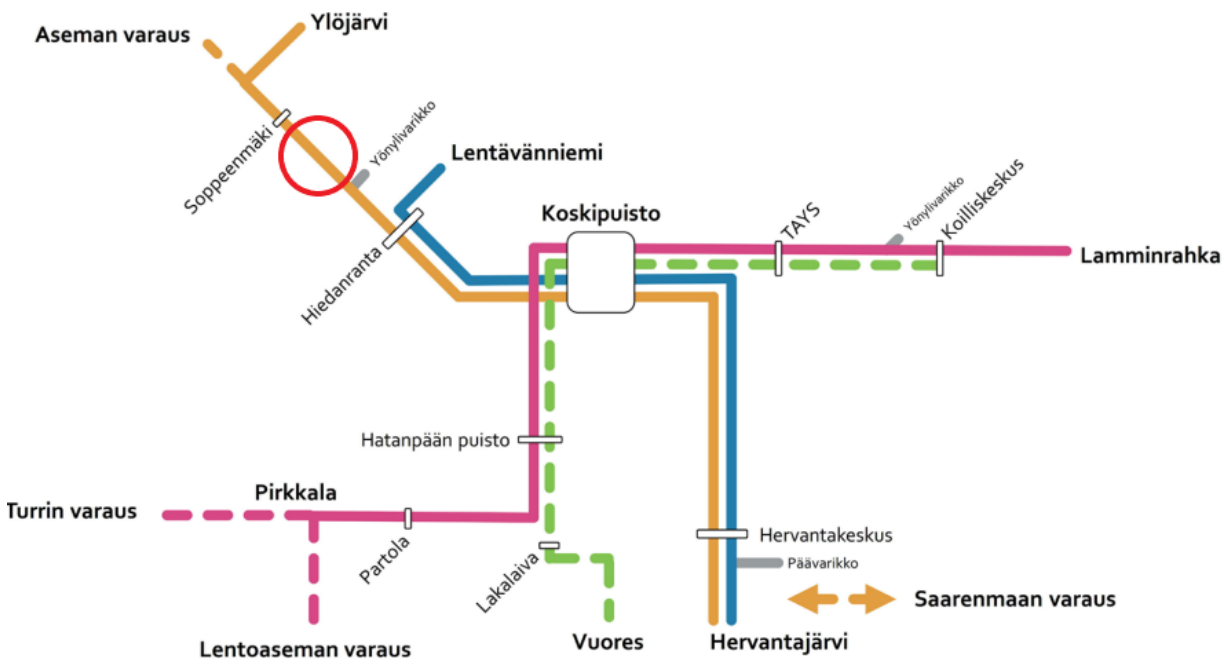 Ylöjärvi
Aseman varaus
Soppeenmäki
Yönylivarikko
Lentävänniemi
Hiedanranta
Koskipuisto
TAYS
Yönylivarikko
Koilliskeskus
Lamminrahka
Hatanpään puisto
Pirkkala
Turrin varaus
Partola
Lakalaiva
Hervantakeskus
Päävarikko
Saarenmaan varaus
Lentoaseman varaus
Vuores
Hervantajärvi